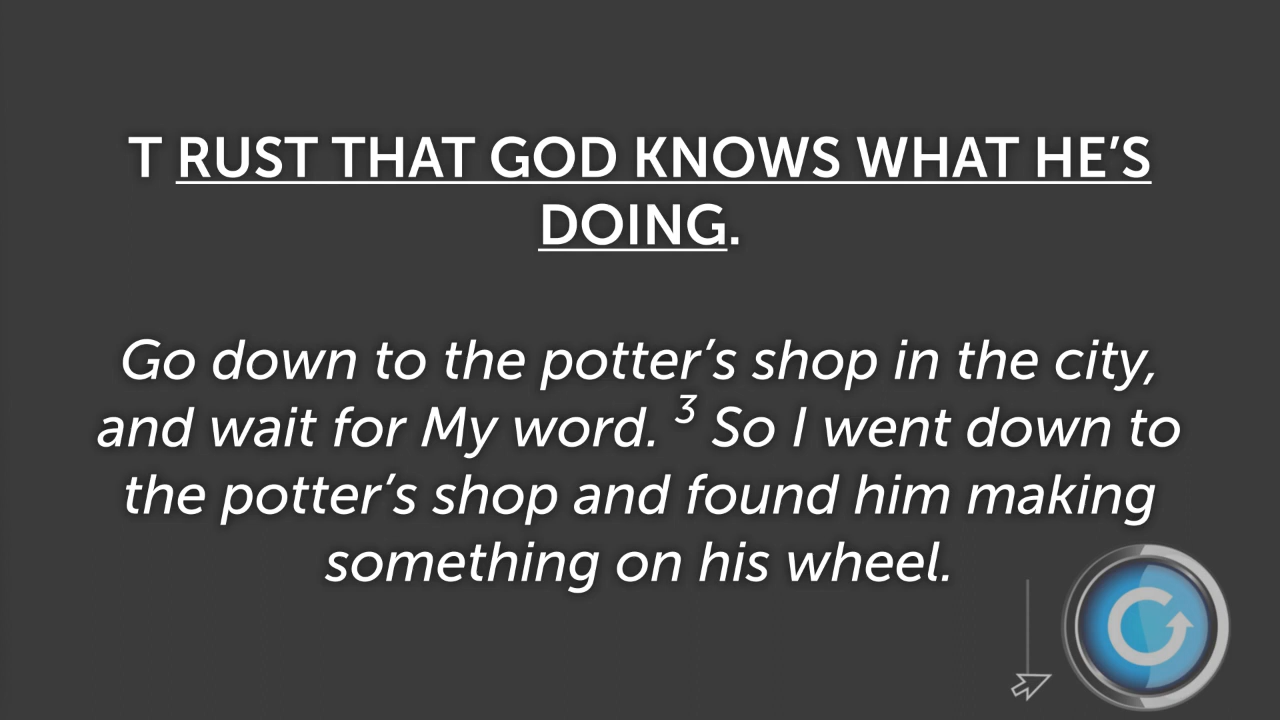 T RUST THAT GOD KNOWS WHAT HE’S
DOING.
Go down to the potter’s shop in the city,
and wait for My word. 3 So I went down to
the potter’s shop and found him making
something on his wheel.